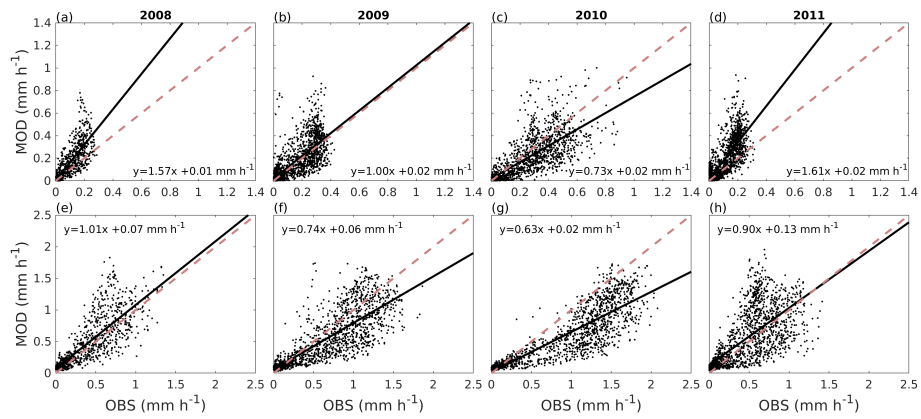 (a) 2008 (b) 2009 (c) 2010 (d) 2011
MOD (mm h-1)
1.4
1.2
1
0.8
0.6
0.4
0.2
0
y=1.57x +0.01 mm h-1
y=1.00x +0.02 mm h-1
y=0.73x +0.02 mm h-1
y=1.61x +0.02 mm h-1
0 0.2 0.4 0.6 0.8 1 1.2 1.4
0 0.2 0.4 0.6 0.8 1 1.2 1.4
0 0.2 0.4 0.6 0.8 1 1.2 1.4
0 0.2 0.4 0.6 0.8 1 1.2 1.4
(e) (f) (g) (h)
MOD (mm h-1)
2.5
2
1.5
1
0.5
0
y=1.01x +0.07 mm h-1
y=0.74x +0.06 mm h-1
y=0.63x +0.02 mm h-1
y=0.90x +0.13 mm h-1
0 0.5 1 1.5 2 2.5
0 0.5 1 1.5 2 2.5
0 0.5 1 1.5 2 2.5
0 0.5 1 1.5 2 2.5
OBS (mm h-1) OBS (mm h-1) OBS (mm h-1) OBS (mm h-1)